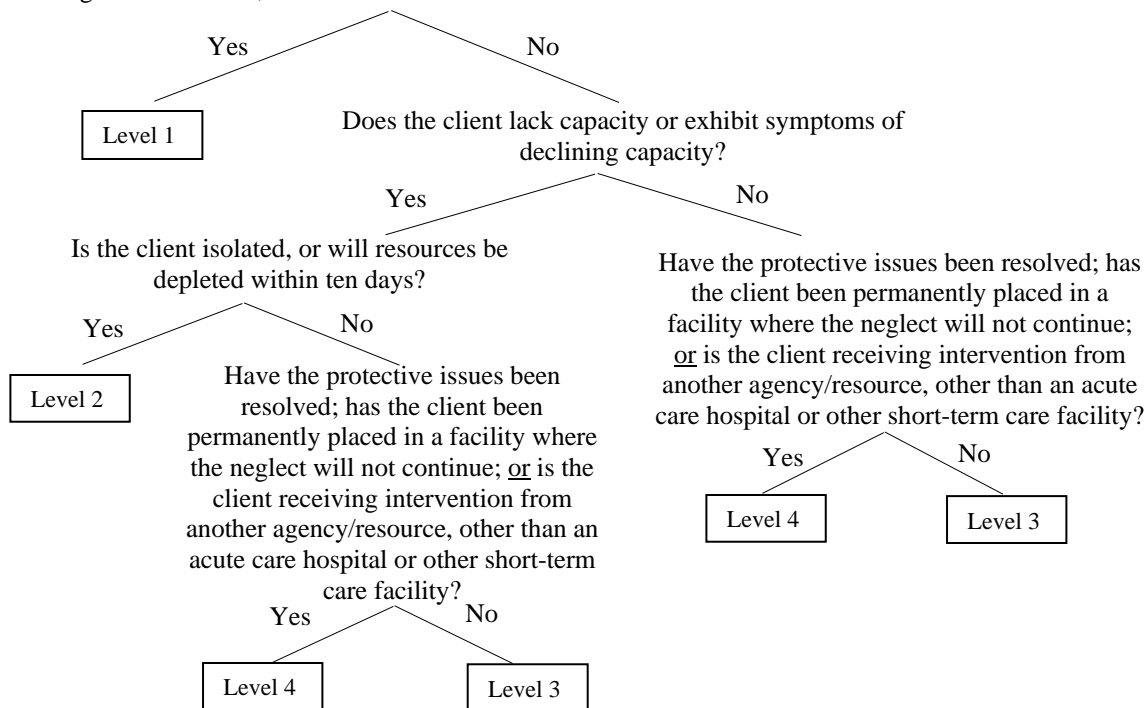 Yes
No
Level 1
Does the client lack capacity or exhibit symptoms of
declining capacity?
Yes
No
Is the client isolated, or will resources be
depleted within ten days?
Have the protective issues been resolved; has
the client been permanently placed in a
facility where the neglect will not continue;
or is the client receiving intervention from
another agency/resource, other than an acute
care hospital or other short-term care facility?
Yes
No
Level 2
Have the protective issues been
resolved; has the client been
permanently placed in a facility where
the neglect will not continue; or is the
client receiving intervention from
another agency/resource, other than an
acute care hospital or other short-term
care facility?
Yes
No
Level 4
Level 3
Yes
No
Level 4
Level 3